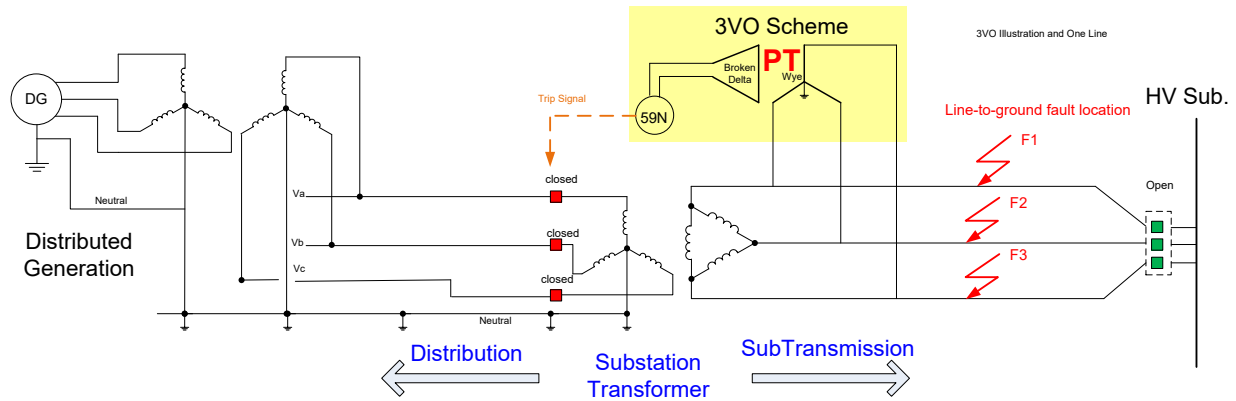 3VO Scheme
3VO Illustration and One Line
PT
Broken
Delta
Wye
HV Sub.
DG
Trip Signal
59N
Line-to-ground fault location
F1
Open
closed
Va
Neutral
F2
closed
Vb
Distributed
Generation
F3
closed
Vc
Neutral
Distribution
Substation
Transformer
SubTransmission